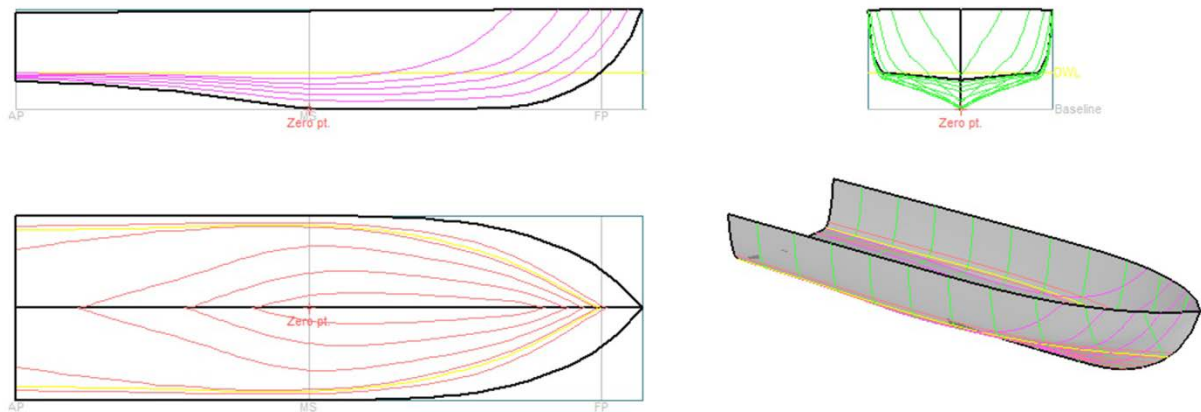 DWL
AP
MS
FP
Baseline
Zero pt.
Zero pt.
Zero pt.
AP
MS
FP